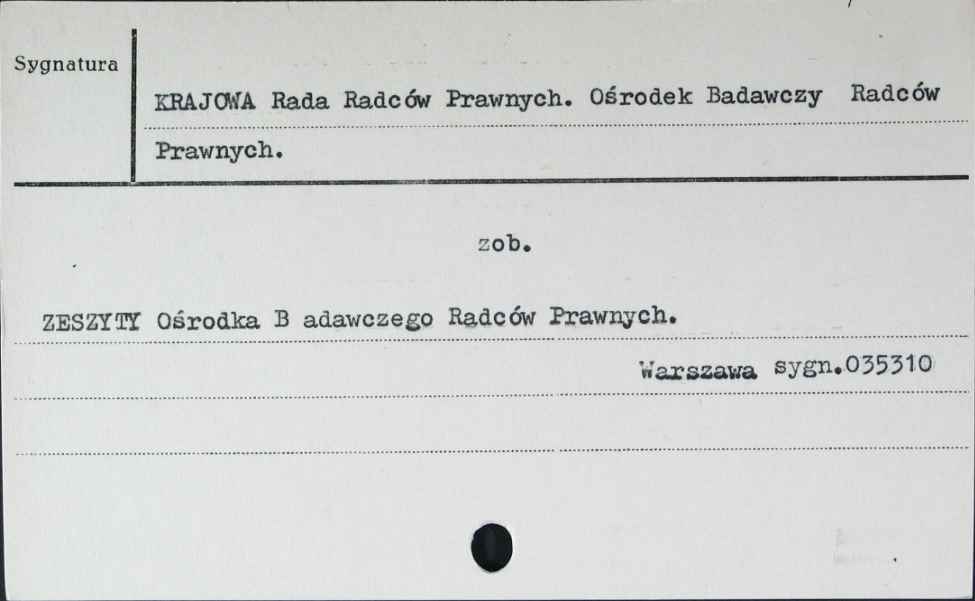 Sygnatura
KRAJOWA Rada Radców Prawnych. Ośrodek Badawczy Radców
Prawnych.
zob.
ZESZYTY Ośrodka B adawczego Radców Prawnych.
Warszawa sygn.035310